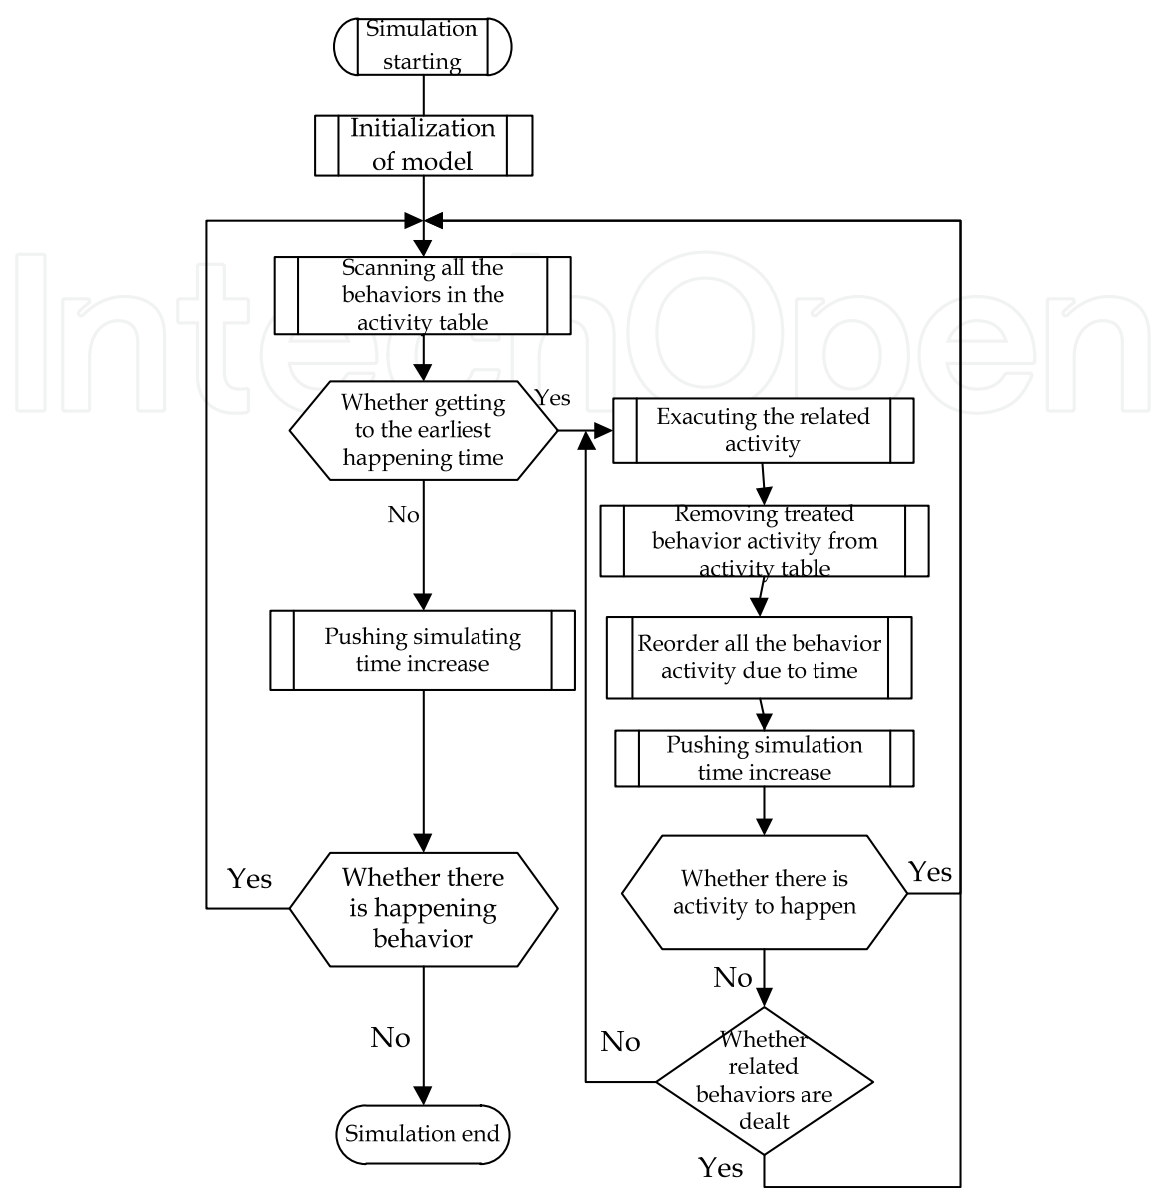 Simulation
starting
Initialization
of model
Scanning all the
behaviors in the
activity table
IntechOpen
Whether getting
to the earliest
happening time
Yes
Exacuting the related
activity
No
Removing treated
behavior activity from
activity table
Pushing simulating
time increase
Reorder all the behavior
activity due to time
Pushing simulation
time increase
Yes
Whether there
is happening
behavior
Whether there is
activity to happen
Yes
No
No
No
Whether
related
behaviors are
dealt
Simulation end
Yes